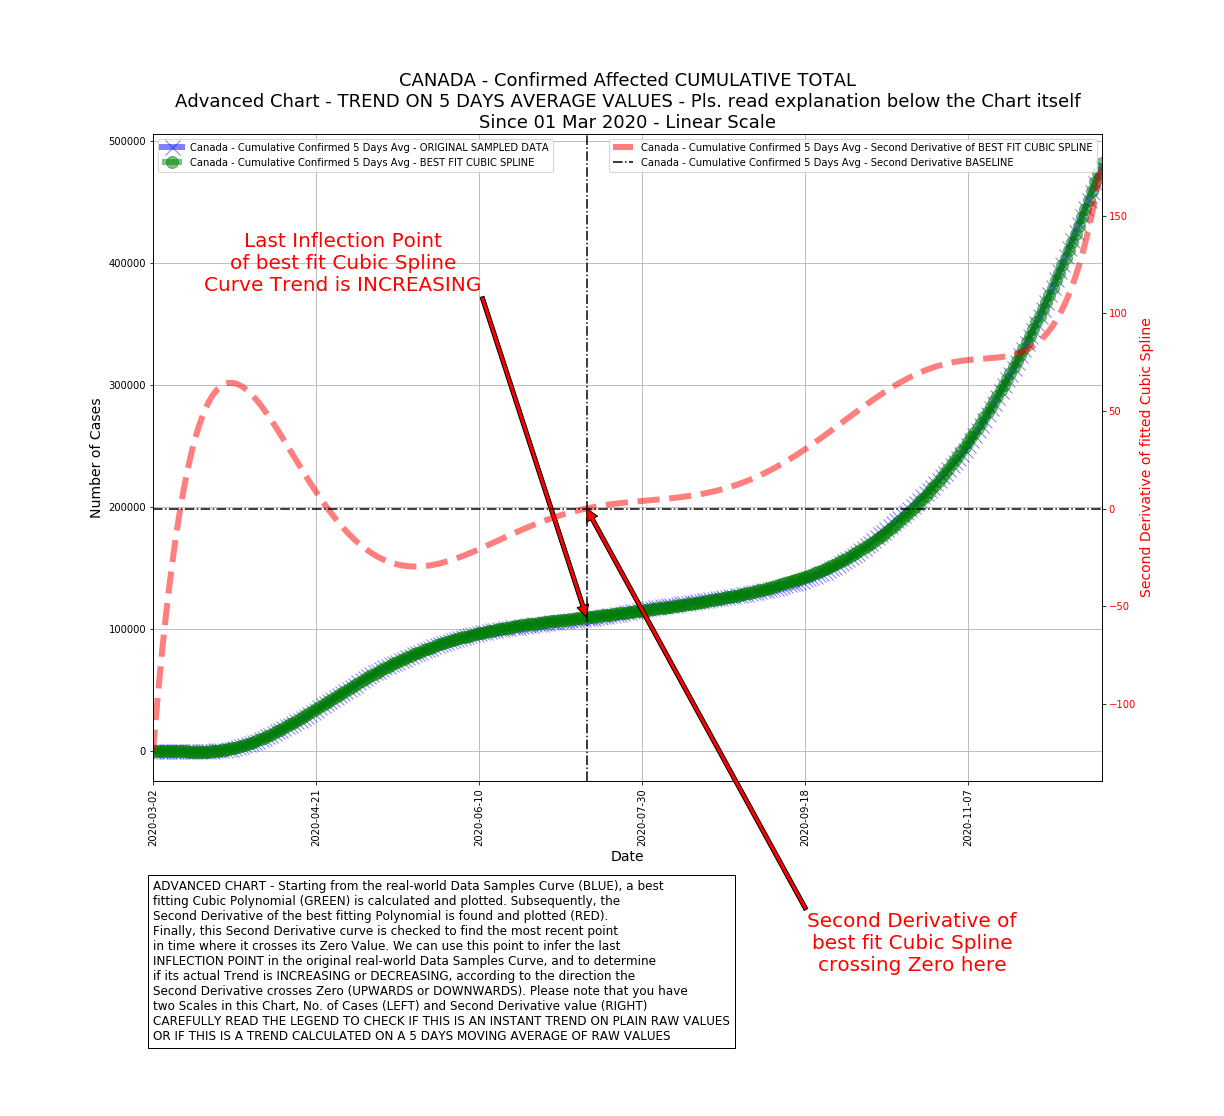 CANADA - Confirmed Affected CUMULATIVE TOTAL
Advanced Chart - TREND ON 5 DAYS AVERAGE VALUES - Pls. read explanation below the Chart itself
Since 01 Mar 2020 - Linear Scale
Canada - Cumulative Confirmed 5 Days Avg - ORIGINAL SAMPLED DATA
Canada - Cumulative Confirmed 5 Days Avg - BEST FIT CUBIC SPLINE
Canada - Cumulative Confirmed 5 Days Avg - Second Derivative of BEST FIT CUBIC SPLINE
Canada - Cumulative Confirmed 5 Days Avg - Second Derivative BASELINE
Last Inflection Point
of best fit Cubic Spline
Curve Trend is INCREASING
500000
400000
300000
200000
100000
0
Number of Cases
150
100
50
0
−50
−100
Second Derivative of fitted Cubic Spline
2020-03-02
2020-04-21
2020-06-10
2020-07-30
2020-09-18
2020-11-07
Date
Second Derivative of
best fit Cubic Spline
crossing Zero here
ADVANCED CHART - Starting from the real-world Data Samples Curve (BLUE), a best
fitting Cubic Polynomial (GREEN) is calculated and plotted. Subsequently, the
Second Derivative of the best fitting Polynomial is found and plotted (RED).
Finally, this Second Derivative curve is checked to find the most recent point
in time where it crosses its Zero Value. We can use this point to infer the last
INFLECTION POINT in the original real-world Data Samples Curve, and to determine
if its actual Trend is INCREASING or DECREASING, according to the direction the
Second Derivative crosses Zero (UPWARDS or DOWNWARDS). Please note that you have
two Scales in this Chart, No. of Cases (LEFT) and Second Derivative value (RIGHT)
CAREFULLY READ THE LEGEND TO CHECK IF THIS IS AN INSTANT TREND ON PLAIN RAW VALUES
OR IF THIS IS A TREND CALCULATED ON A 5 DAYS MOVING AVERAGE OF RAW VALUES